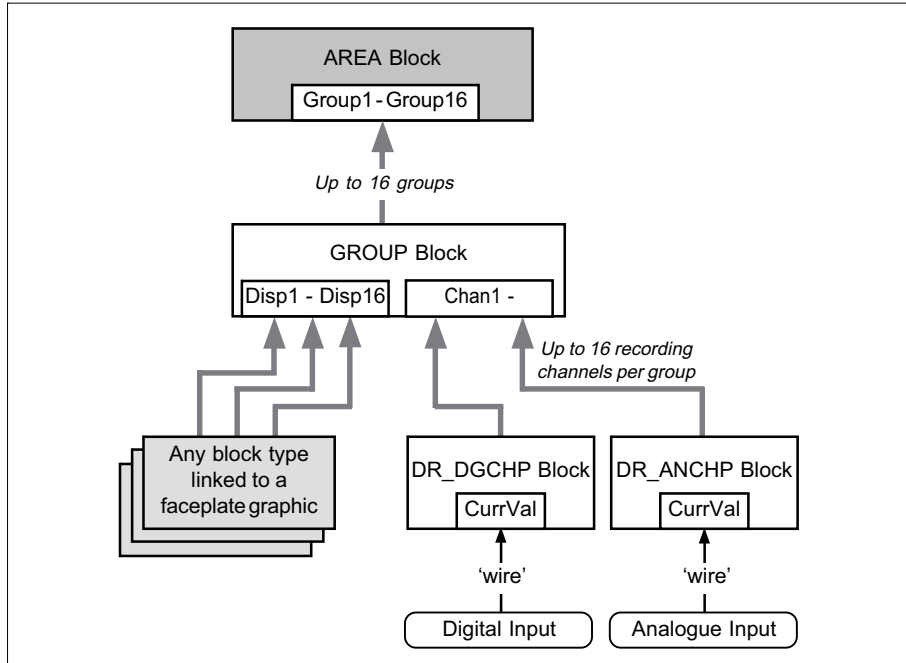 AREA Block
Group1 - Group16
Up to 16 groups
GROUP Block
Disp1 - Disp16
Chan1 -
Up to 16 recording
channels per group
Any block type
linked to a
faceplate graphic
DR_DGCHP Block
CurrVal
DR_ANCHP Block
CurrVal
‘wire’
‘wire’
Digital Input
Analogue Input